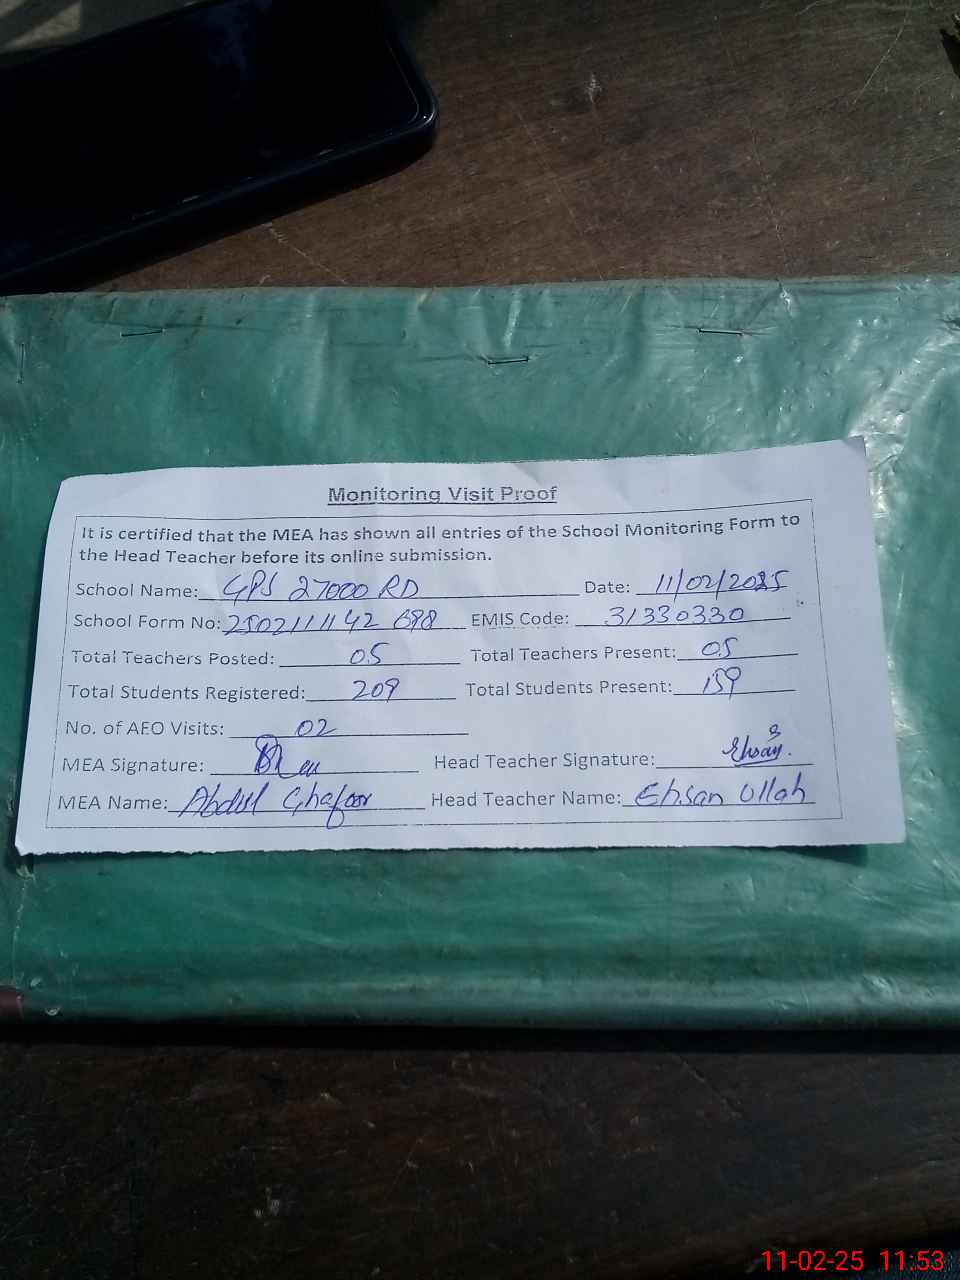 Monitoring Visit Proof
It is certified that the MEA has shown all entries of the School Monitoring Form to
the Head Teacher before its online submission.
School Name: GPS 27000 RD Date: 11/02/2025
School Form No: 2502111142 698 EMIS Code: 31330330
Total Teachers Posted: 05 Total Teachers Present: 05
Total Students Registered: 209 Total Students Present: 159
No. of AEO Visits: 02
MEA Signature: Head Teacher Signature: Ehsan.
MEA Name: Abdul Ghafoor Head Teacher Name: Ehsan Ullah
11-02-25 11:53